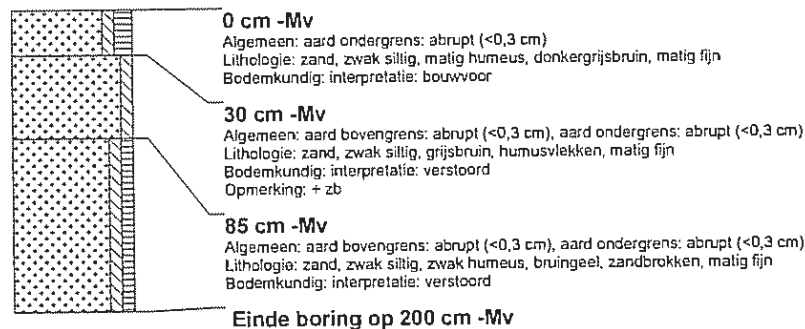 0 cm -Mv
Algemeen: aard ondergrens: abrupt (<0,3 cm)
Lithologie: zand, zwak siltig, matig humeus, donkergrijsbruin, matig fijn
Bodemkundig: interpretatie: bouwvoor
30 cm -Mv
Algemeen: aard bovengrens: abrupt (<0,3 cm), aard ondergrens: abrupt (<0,3 cm)
Lithologie: zand, zwak siltig, grijsbruin, humusvlekken, matig fijn
Bodemkundig: interpretatie: verstoord
Opmerking: + zb
85 cm -Mv
Algemeen: aard bovengrens: abrupt (<0,3 cm), aard ondergrens: abrupt (<0,3 cm)
Lithologie: zand, zwak siltig, zwak humeus, bruingeel, zandbrokken, matig fijn
Bodemkundig: interpretatie: verstoord
Einde boring op 200 cm -Mv